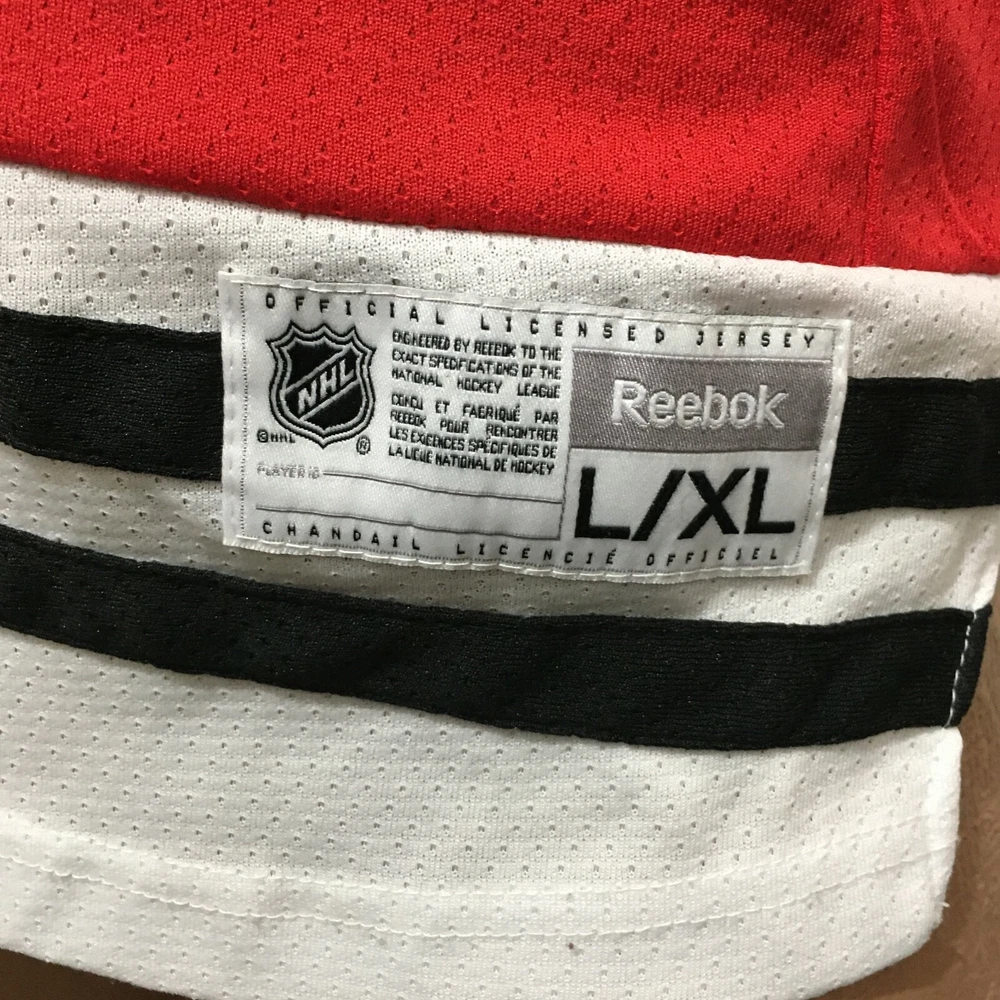 OFFICIAL LICENSED JERSEY
NHL
©NHL
®
ENGINEERED BY REEBOK TO THE
EXACT SPECIFICATIONS OF THE
NATIONAL HOCKEY LEAGUE
CONÇU ET FABRIQUÉ PAR
REEBOK POUR RENCONTRER
LES EXIGENCES SPÉCIFIQUES DE
LA LIGUE NATIONAL DE HOCKEY
Reebok
L/XL
PLAYER ID
CHANDAIL LICENCIÉ OFFICIEL